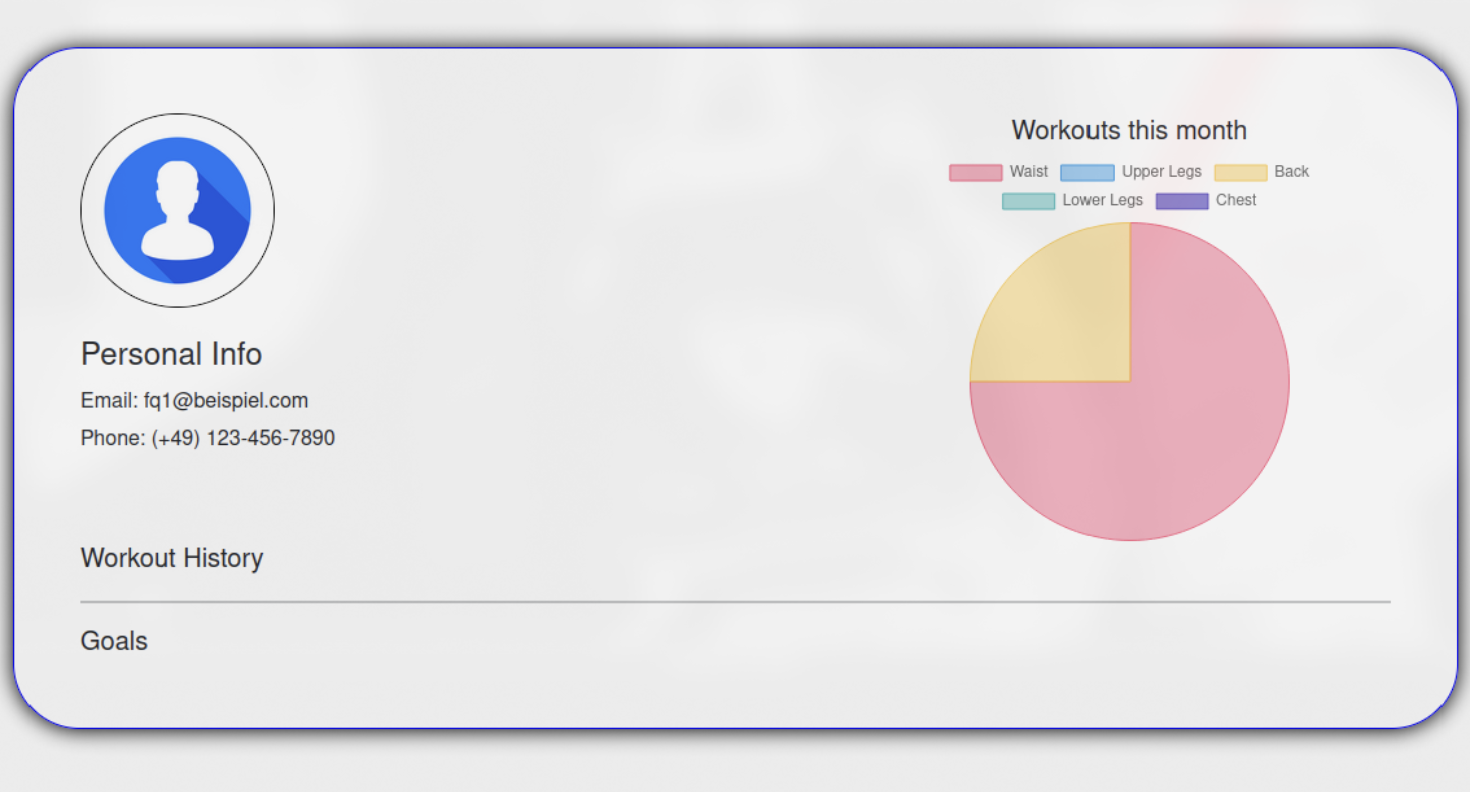 Workouts this month
Waist Upper Legs Back
Lower Legs Chest
Personal Info
Email: fq1@beispiel.com
Phone: (+49) 123-456-7890
Workout History
Goals